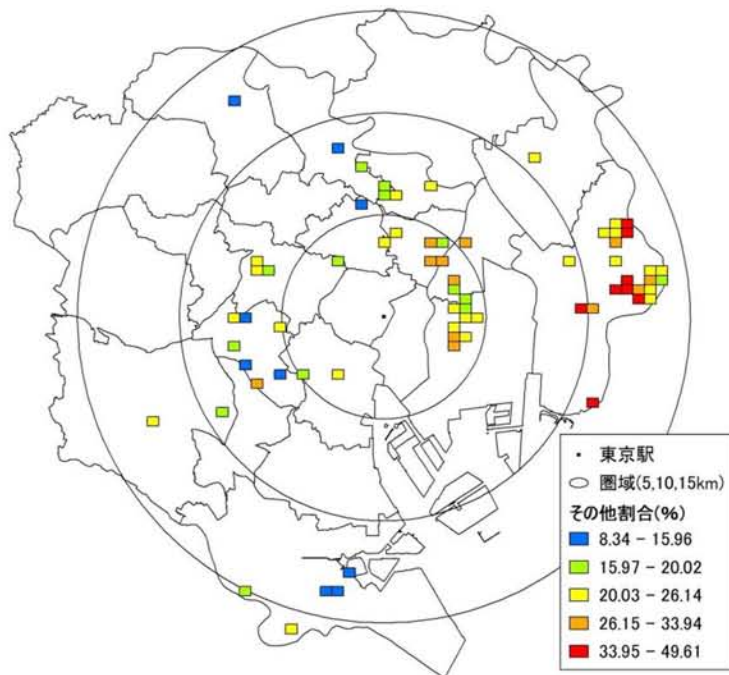 東京駅
圏域(5,10,15km)
その他割合(%)
8.34 − 15.96
15.97 − 20.02
20.03 − 26.14
26.15 − 33.94
33.95 − 49.61